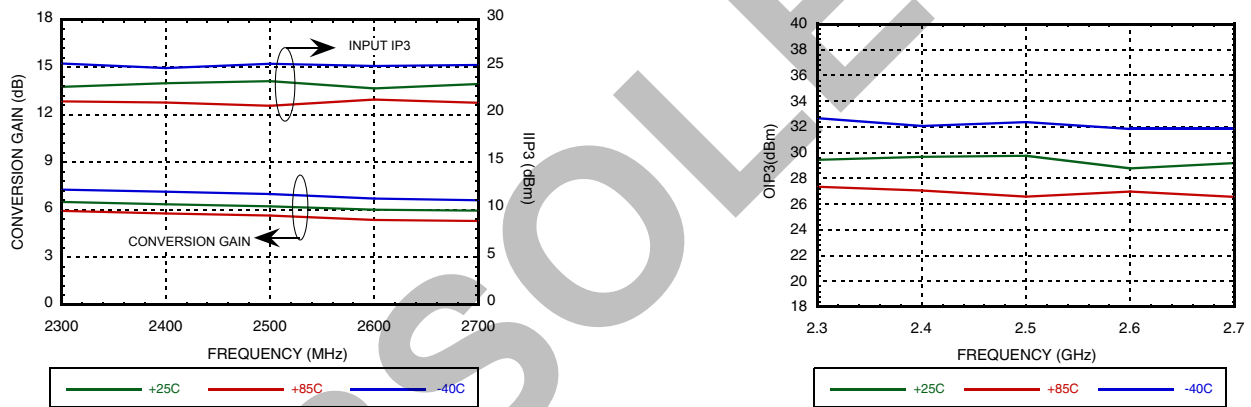 18
15
12
9
6
3
0
CONVERSION GAIN (dB)
30
25
20
15
10
5
0
IIP3 (dBm)
INPUT IP3
CONVERSION GAIN
2300 2400 2500 2600 2700
FREQUENCY (MHz)
+25C +85C -40C
40
38
36
34
32
30
28
26
24
22
20
18
OIP3(dBm)
2.3 2.4 2.5 2.6 2.7
FREQUENCY (GHz)
+25C +85C -40C
SOLE